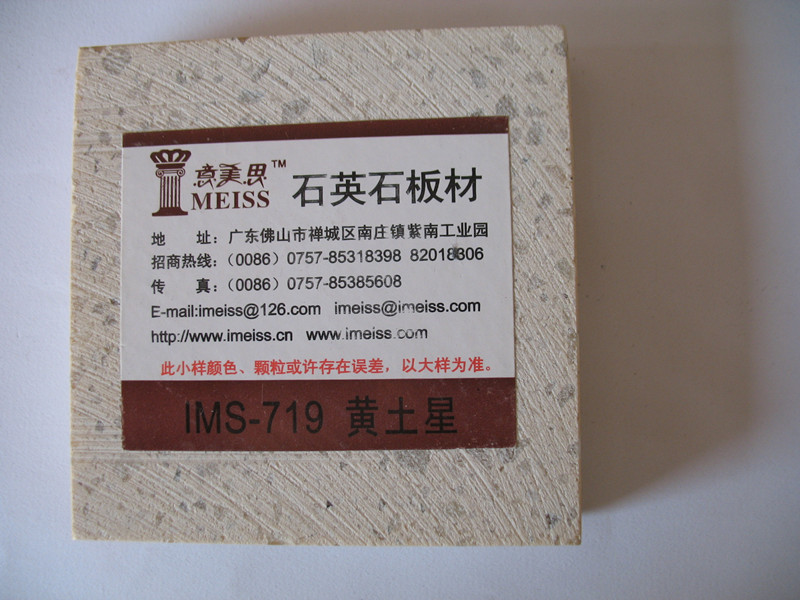 意美思™
IMEISS
石英石板材
地 址：广东佛山市禅城区南庄镇紫南工业园
招商热线：（0086）0757-85318398 82018306
传 真：（0086）0757-85385608
E-mail:imeiss@126.com imeiss@imeiss.com
http://www.imeiss.cn www.imeiss.com
此小样颜色、颗粒或许存在误差，以大样为准。
IMS-719 黄土星